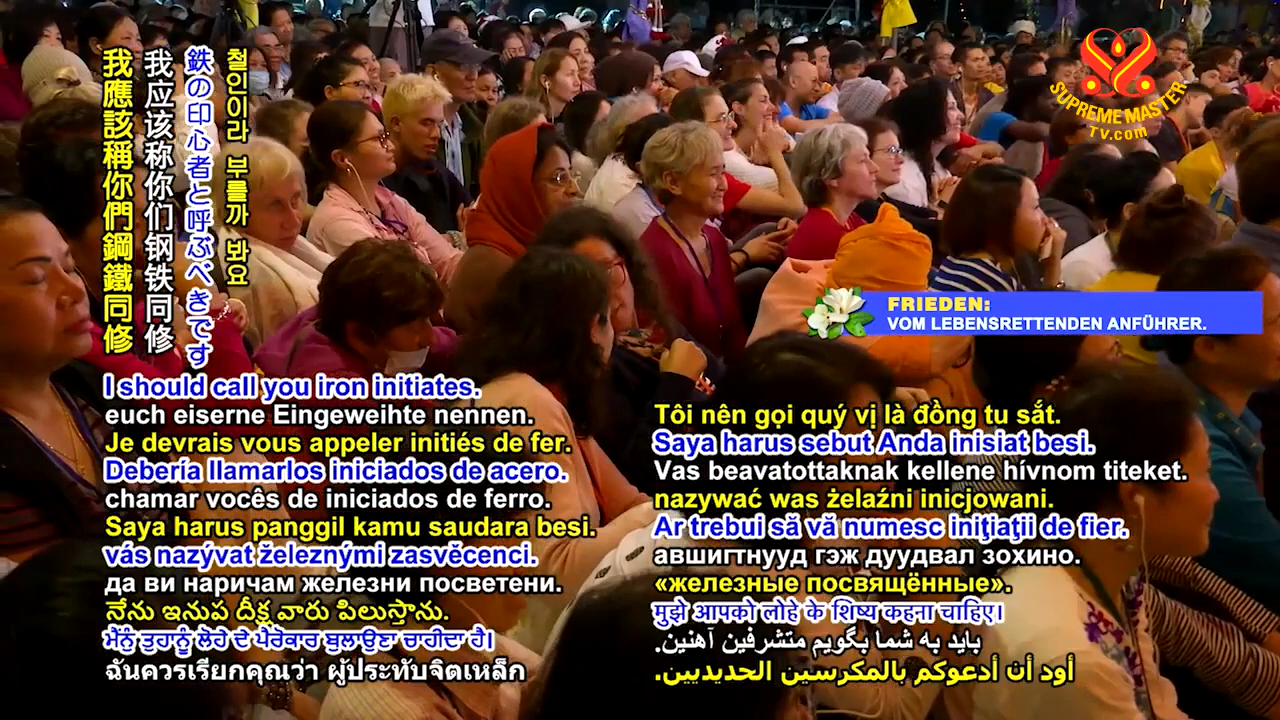 SUPREME MASTER
TV.com
我應該稱你們鋼鐵同修
我应该称你们钢铁同修
鉄の印心者と呼ぶべきです
철인이라 부를까 봐요
FRIEDEN:
VOM LEBENSRETTENDEN ANFÜHRER.
I should call you iron initiates.
euch eiserne Eingeweihte nennen.
Je devrais vous appeler initiés de fer.
Debería llamarlos iniciados de acero.
chamar vocês de iniciados de ferro.
Saya harus panggil kamu saudara besi.
vás nazývat železnými zasvěcenci.
да ви наричам железни посветени.
నేను ఇనుప దీక్ష వారు పిలుస్తాను.
ਮੈਨੂੰ ਤੁਹਾਨੂੰ ਲੋਹੇ ਦੇ ਪੈਰੋਕਾਰ ਬੁਲਾਉਣਾ ਚਾਹੀਦਾ ਹੈ।
ฉันควรเรียกคุณว่า ผู้ประทับจิตเหล็ก
Tôi nên gọi quý vị là đồng tu sắt.
Saya harus sebut Anda inisiat besi.
Vas beavatottaknak kellene hívnom titeket.
nazywać was żelaźni inicjowani.
Ar trebui să vă numesc iniţiaţii de fier.
авшигтнууд гэж дуудвал зохино.
«железные посвящённые».
मुझे आपको लोहे के शिष्य कहना चाहिए।
باید به شما بگویم متشرفین آهنین.
أود أن أدعوكم بالمكرسين الحديديين.